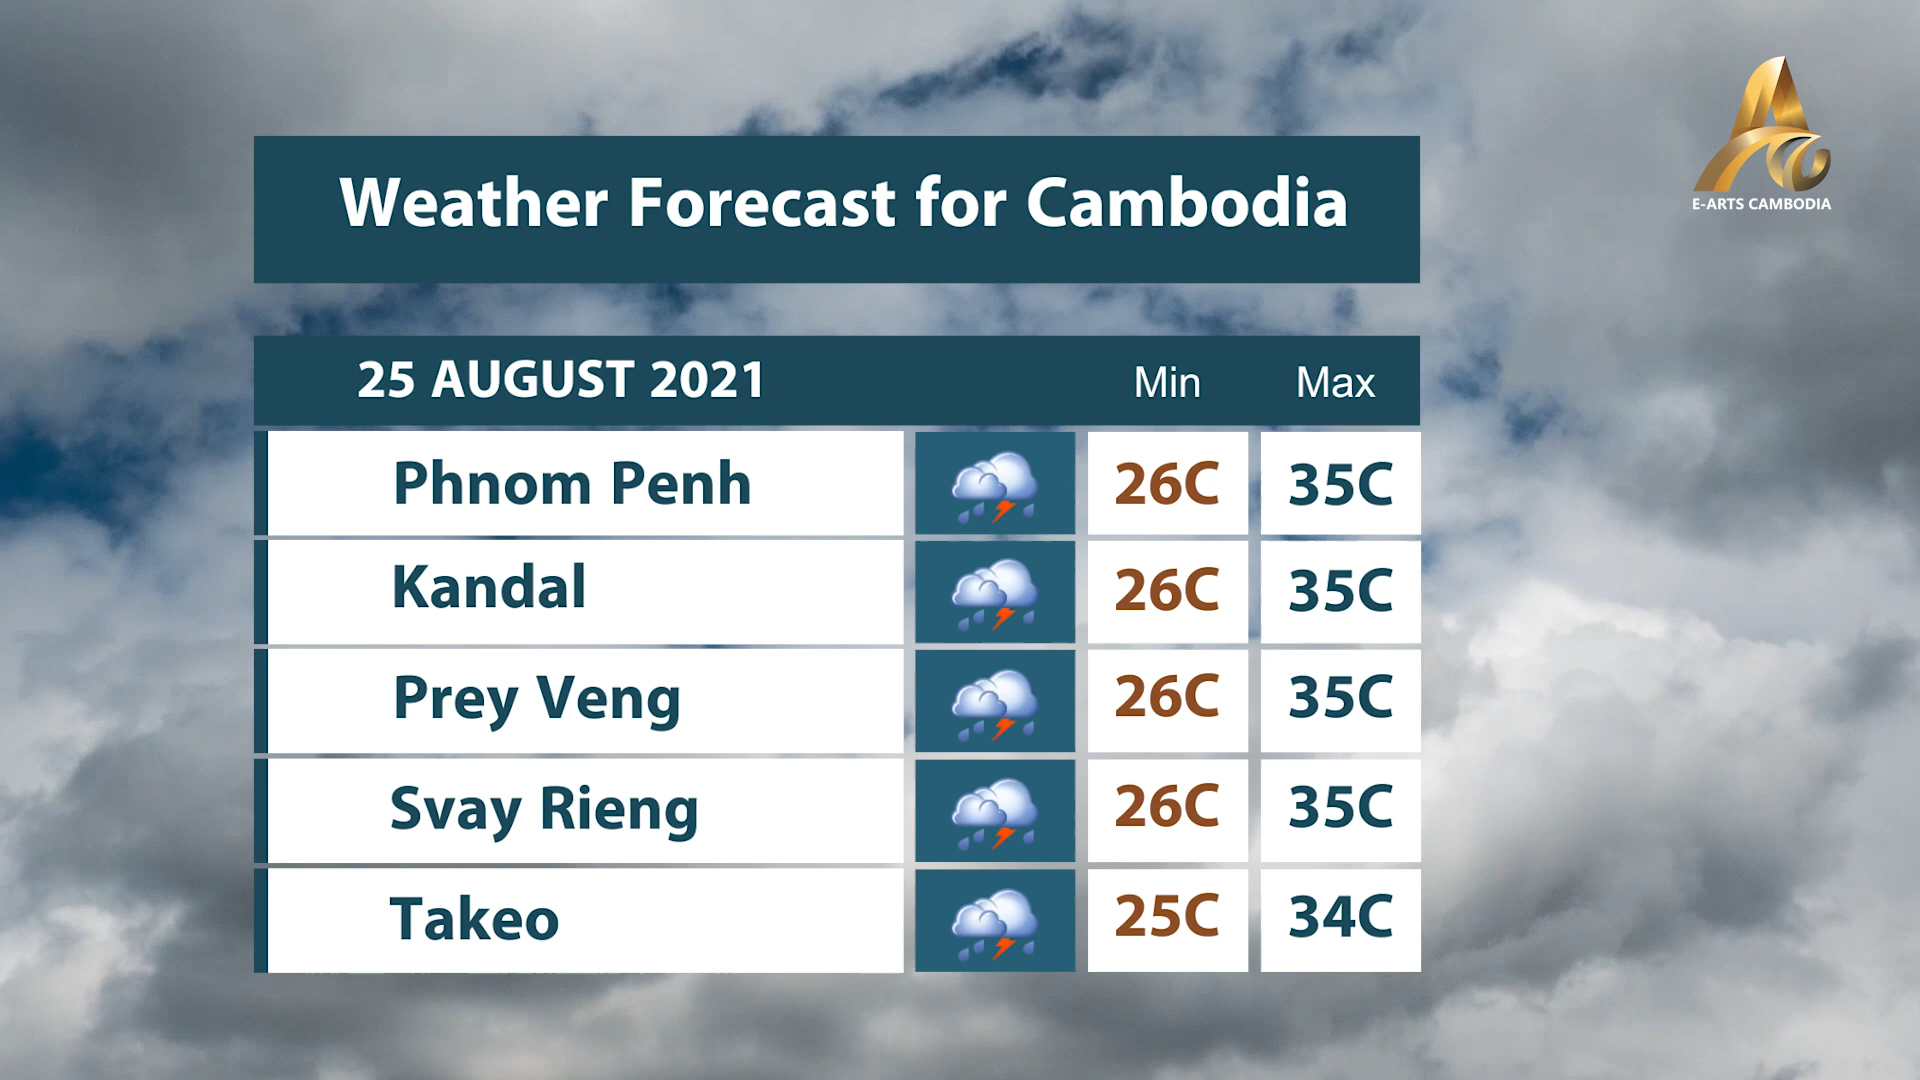 Weather Forecast for Cambodia
E-ARTS CAMBODIA
25 AUGUST 2021 Min Max
Phnom Penh 26C 35C
Kandal 26C 35C
Prey Veng 26C 35C
Svay Rieng 26C 35C
Takeo 25C 34C